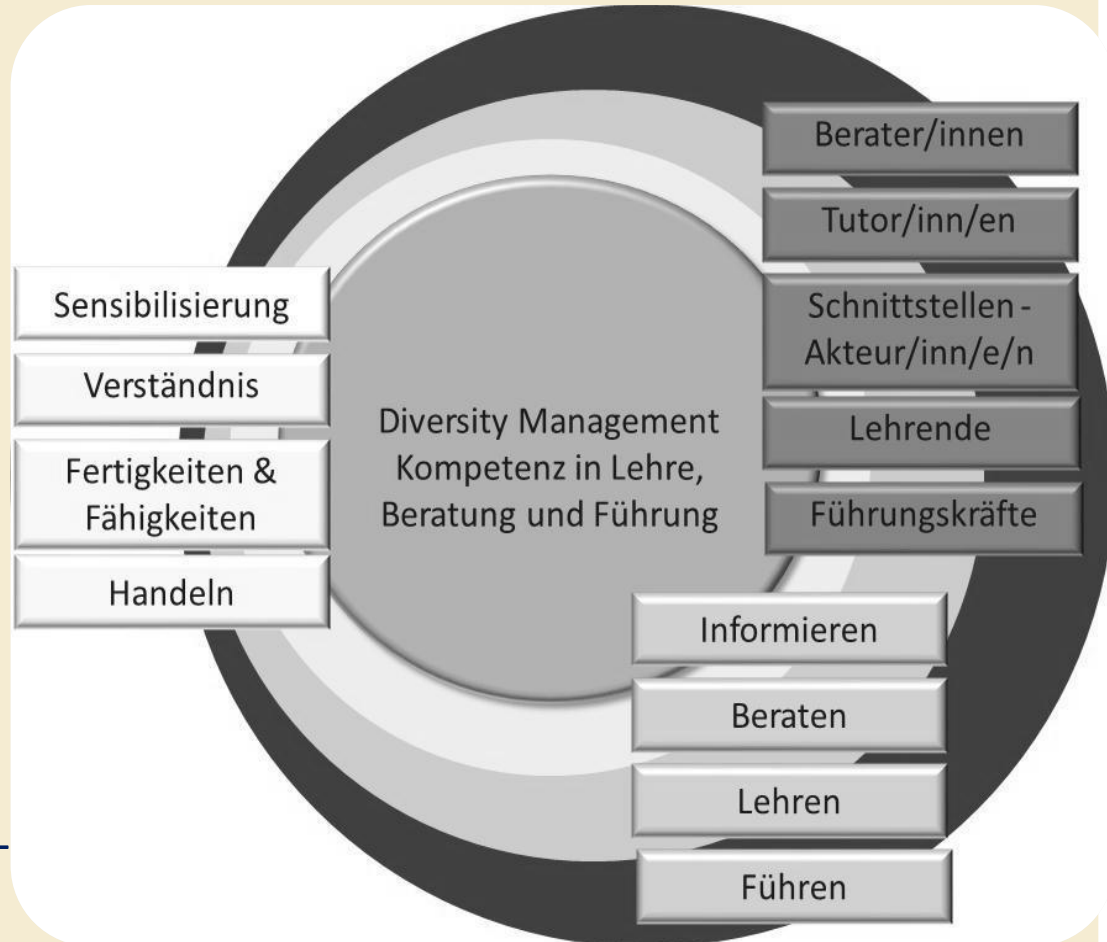 Sensibilisierung
Verständnis
Fertigkeiten &
Fähigkeiten
Handeln
Diversity Management
Kompetenz in Lehre,
Beratung und Führung
Berater/innen
Tutor/inn/en
Schnittstellen -
Akteur/inn/e/n
Lehrende
Führungskräfte
Informieren
Beraten
Lehren
Führen